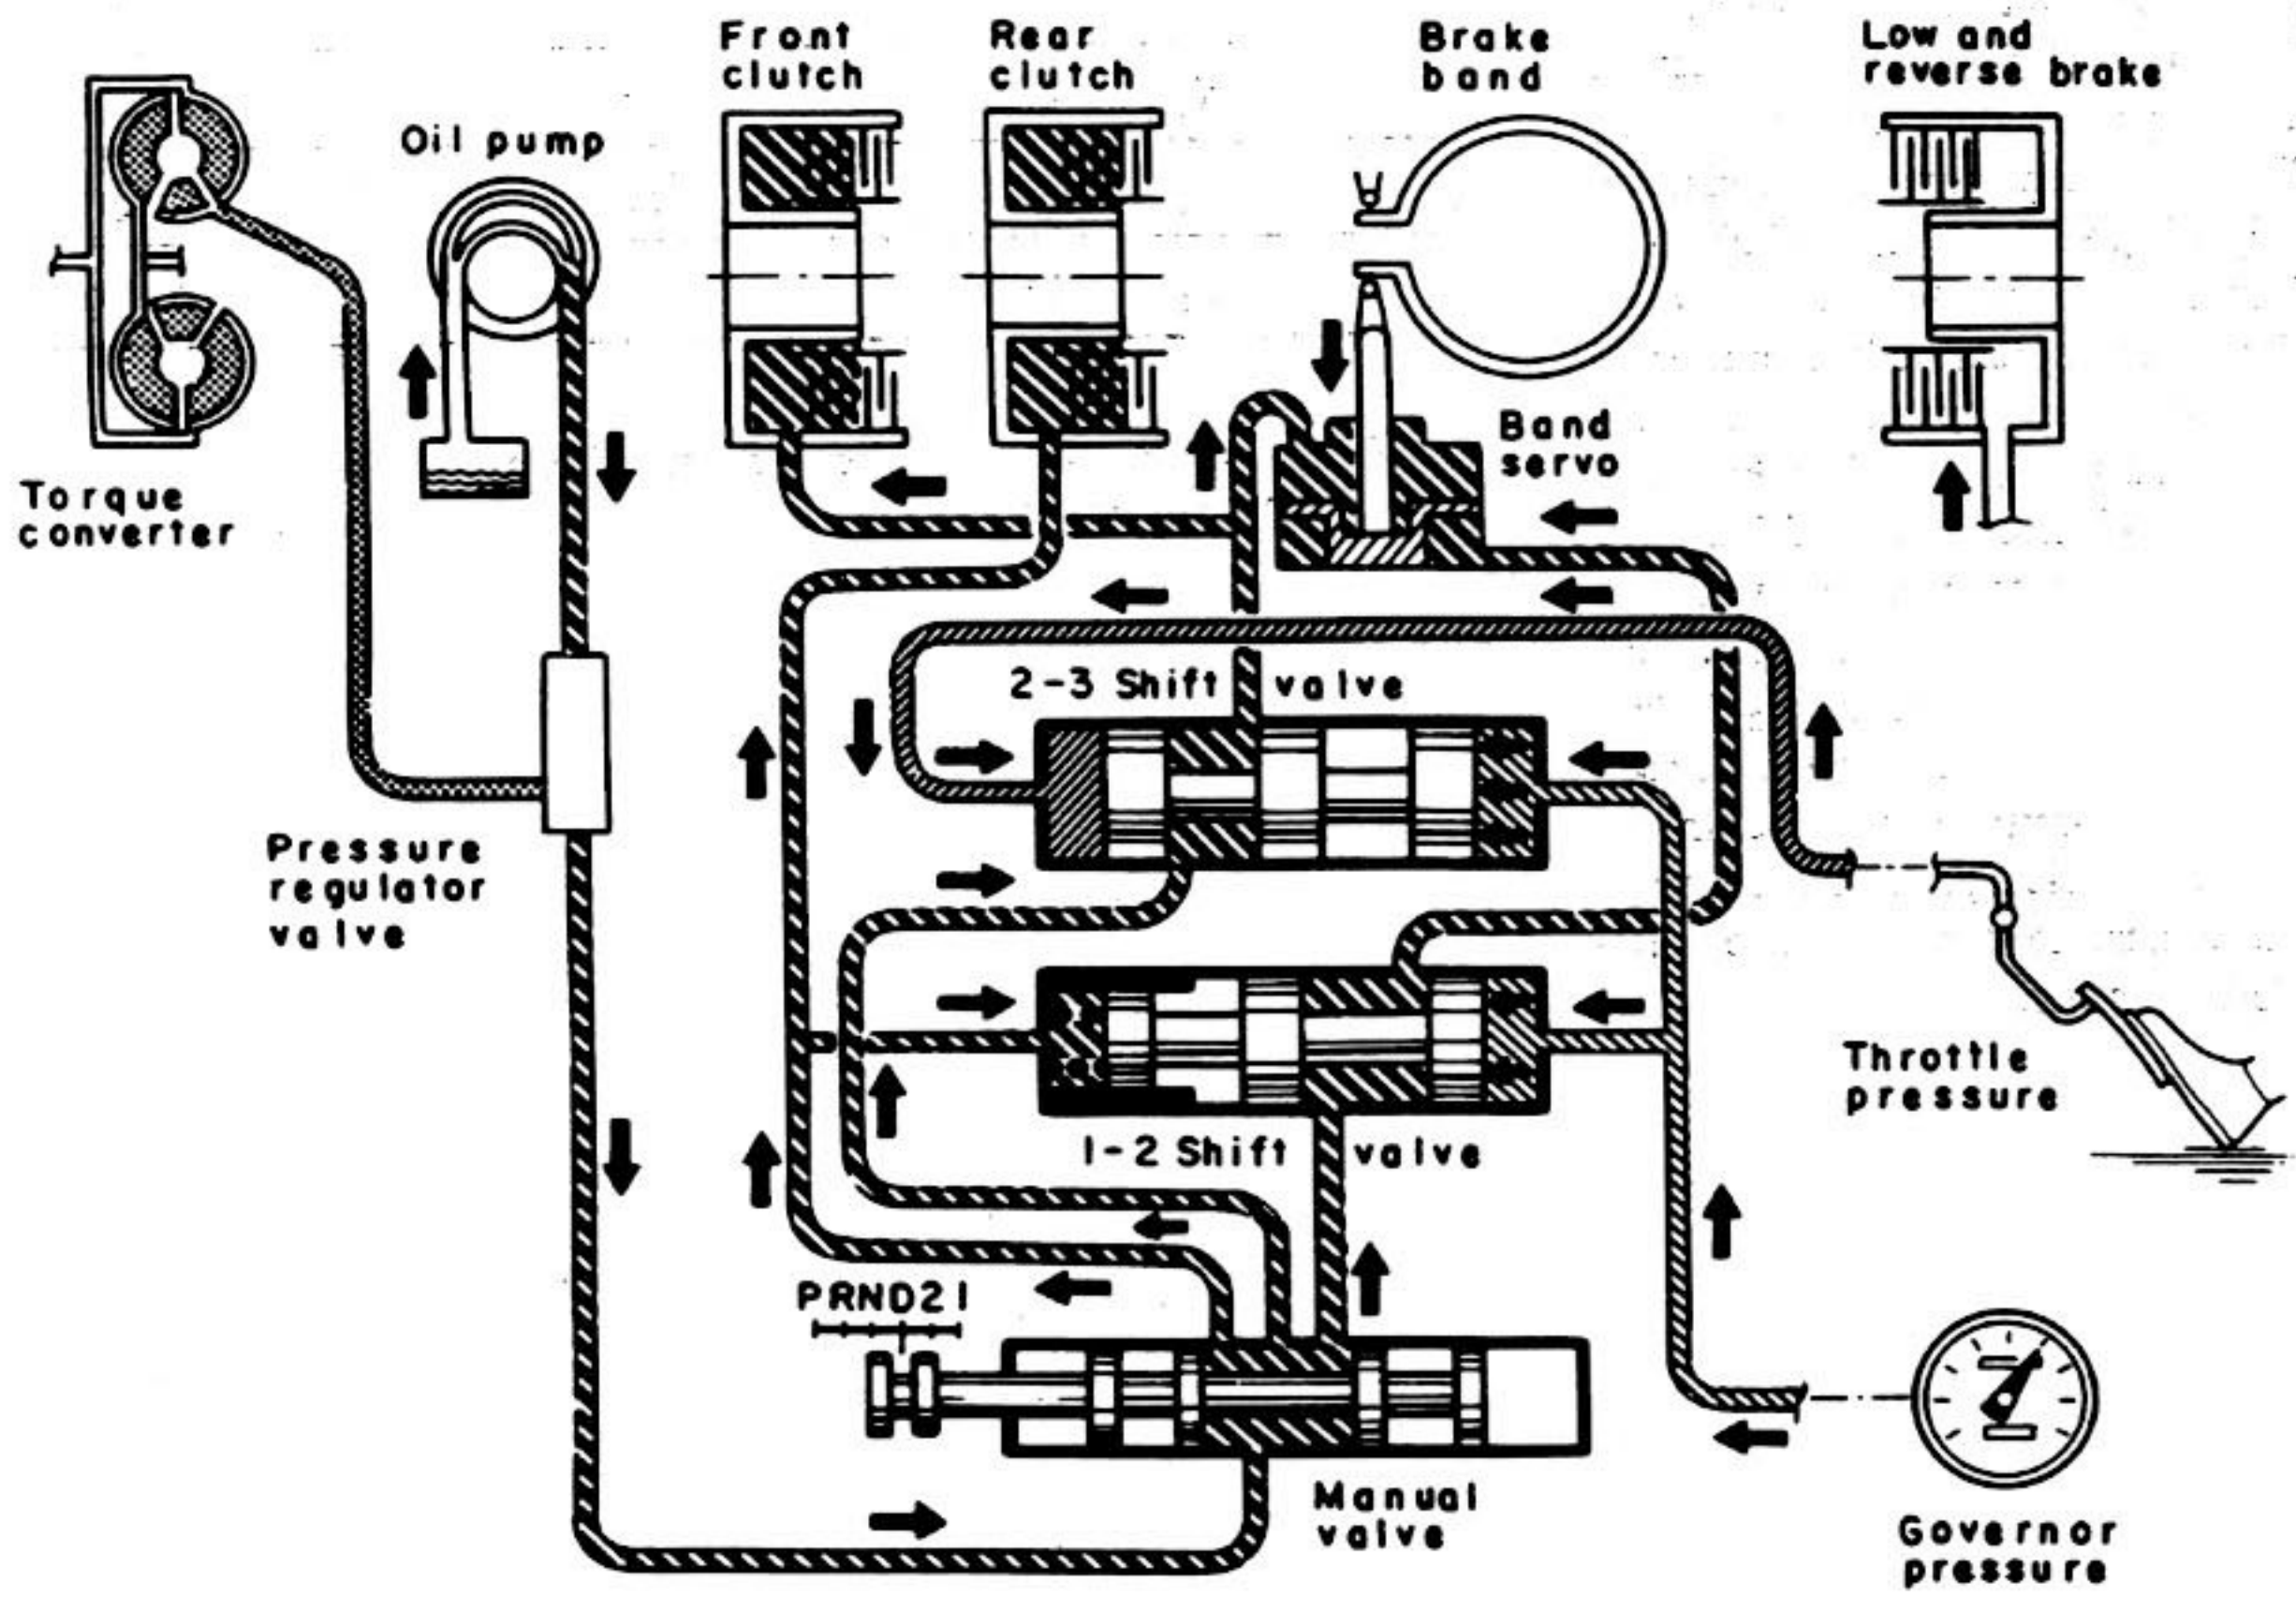 Front
clutch
Rear
clutch
Brake
band
Low and
reverse brake
Oil pump
Torque
converter
Band
servo
2-3 Shift valve
Pressure
regulator
valve
1-2 Shift valve
Throttle
pressure
PRND21
Manual
valve
Governor
pressure